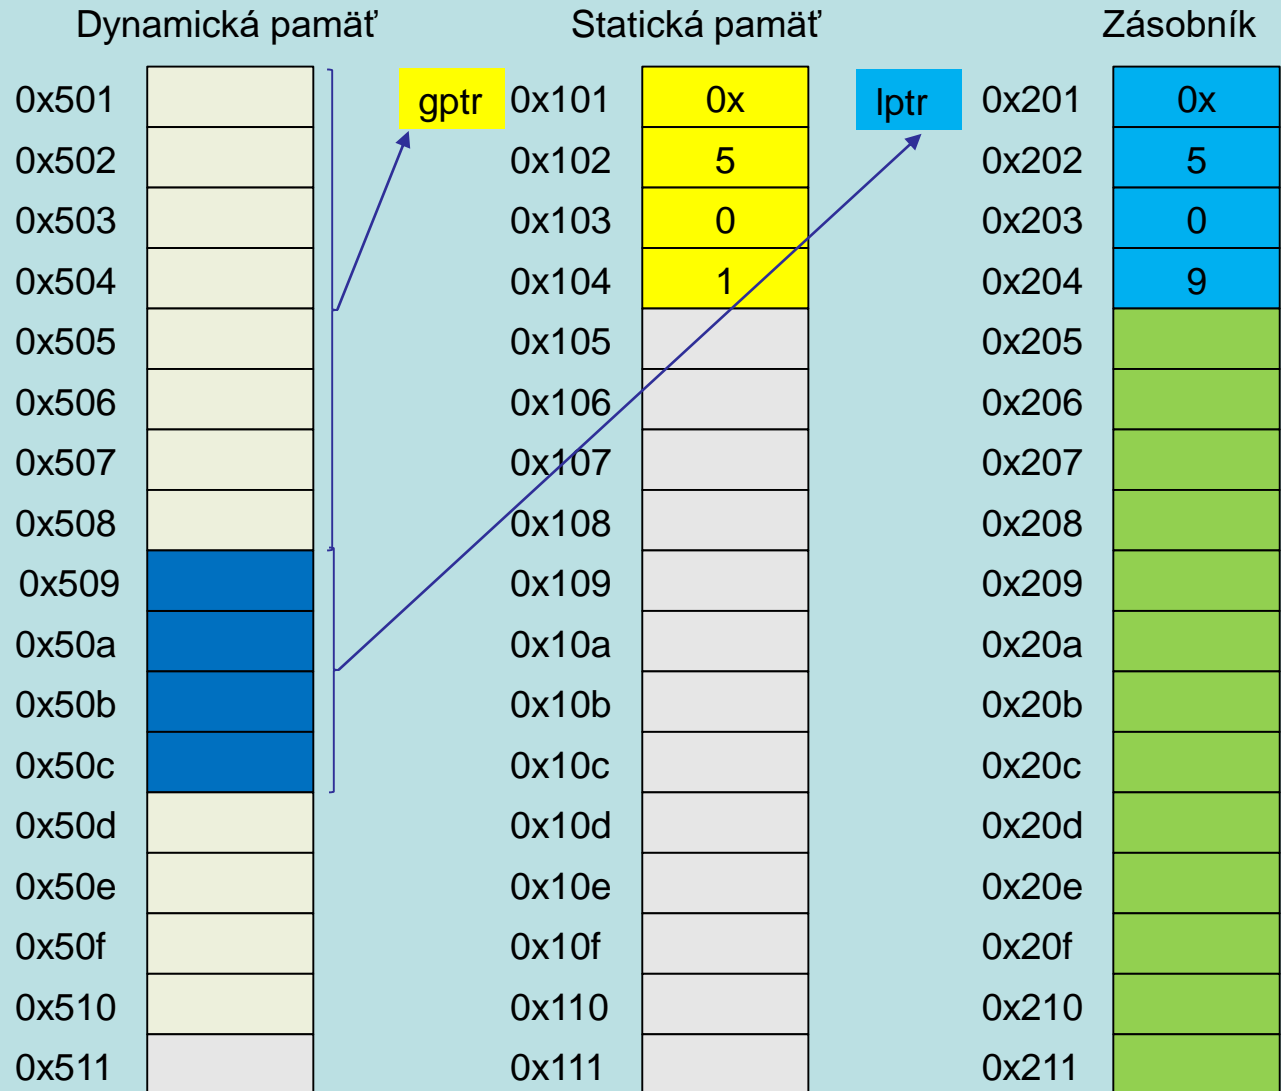 Dynamická pamäť Statická pamäť Zásobník
0x501 gptr 0x101 0x lptr 0x201 0x
0x502 0x102 5 0x202 5
0x503 0x103 0 0x203 0
0x504 0x104 1 0x204 9
0x505 0x105 0x205
0x506 0x106 0x206
0x507 0x107 0x207
0x508 0x108 0x208
0x509 0x109 0x209
0x50a 0x10a 0x20a
0x50b 0x10b 0x20b
0x50c 0x10c 0x20c
0x50d 0x10d 0x20d
0x50e 0x10e 0x20e
0x50f 0x10f 0x20f
0x510 0x110 0x210
0x511 0x111 0x211